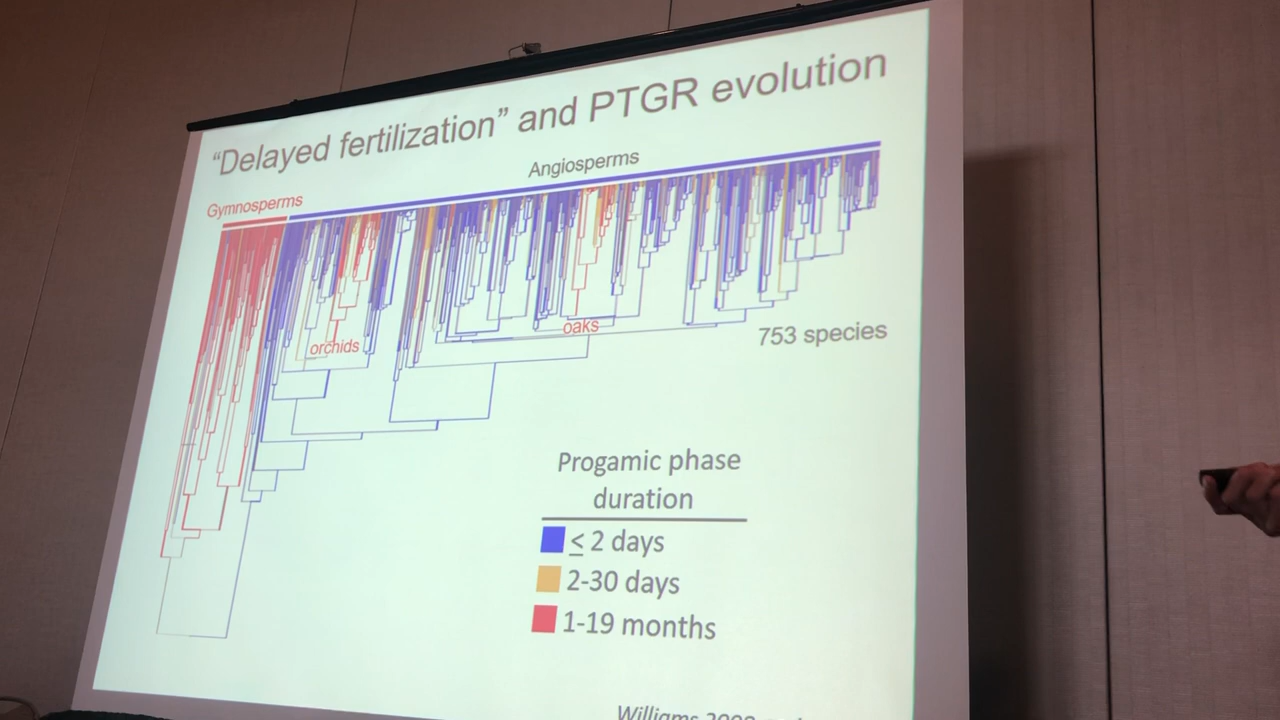 “Delayed fertilization” and PTGR evolution
Angiosperms
Gymnosperms
orchids
oaks
753 species
Progamic phase
duration
≤ 2 days
2-30 days
1-19 months
Williams